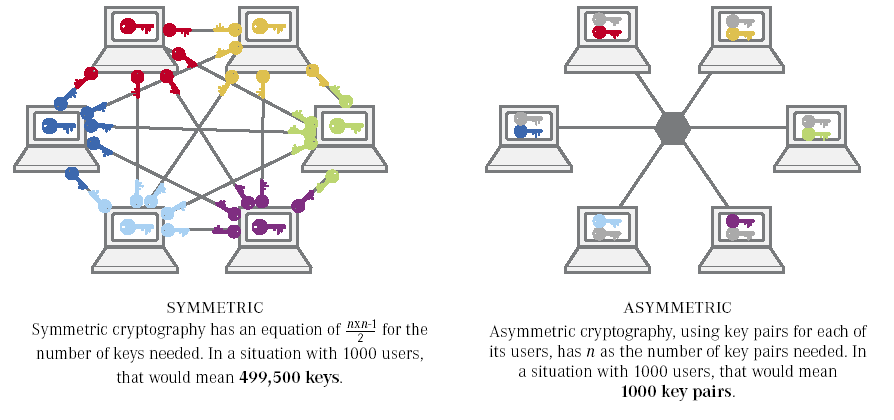 SYMMETRIC
Symmetric cryptography has an equation of nxn-1/2 for the
number of keys needed. In a situation with 1000 users,
that would mean 499,500 keys.
ASYMMETRIC
Asymmetric cryptography, using key pairs for each of
its users, has n as the number of key pairs needed. In
a situation with 1000 users, that would mean
1000 key pairs.